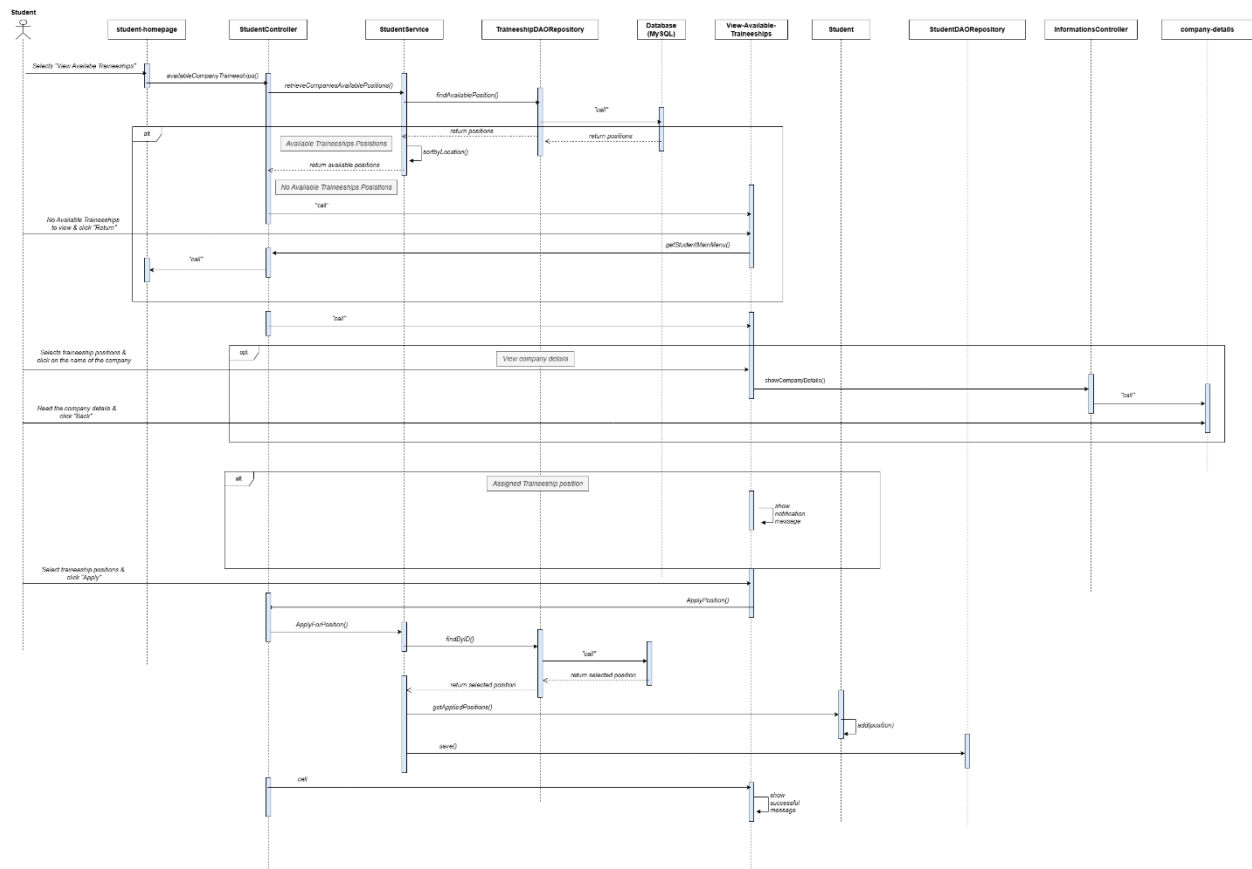 Student
student-homepage
StudentController
StudentService
TraineeshipDAORepository
Database
(MySQL)
View-Available-
Traineeships
Student
StudentDAORepository
InformationsController
company-details
Selects "View Availabe Traineeships"
availableCompanyTraineeships()
retrieveCompaniesAvailablePositions()
findAvailablePosition()
"call"
alt
return positions
return positions
Available Traineeships Posistions
sortbyLocation()
return available positions
No Available Traineeships Posistions
"call"
No Available Traineeships
to view & click "Return"
getStudentMainMenu()
"call"
"call"
Selects traineeship positions &
click on the name of the company
opt
View company details
showCompanyDetails()
"call"
Read the company details &
click "Back"
alt
Assigned Traineeship position
show
notification
message
Select traineeship positions &
click "Apply"
ApplyPosition()
ApplyForPosition()
findByID()
"call"
return selected position
return selected position
getAppliedPositions()
add(position)
save()
call
show
successful
message